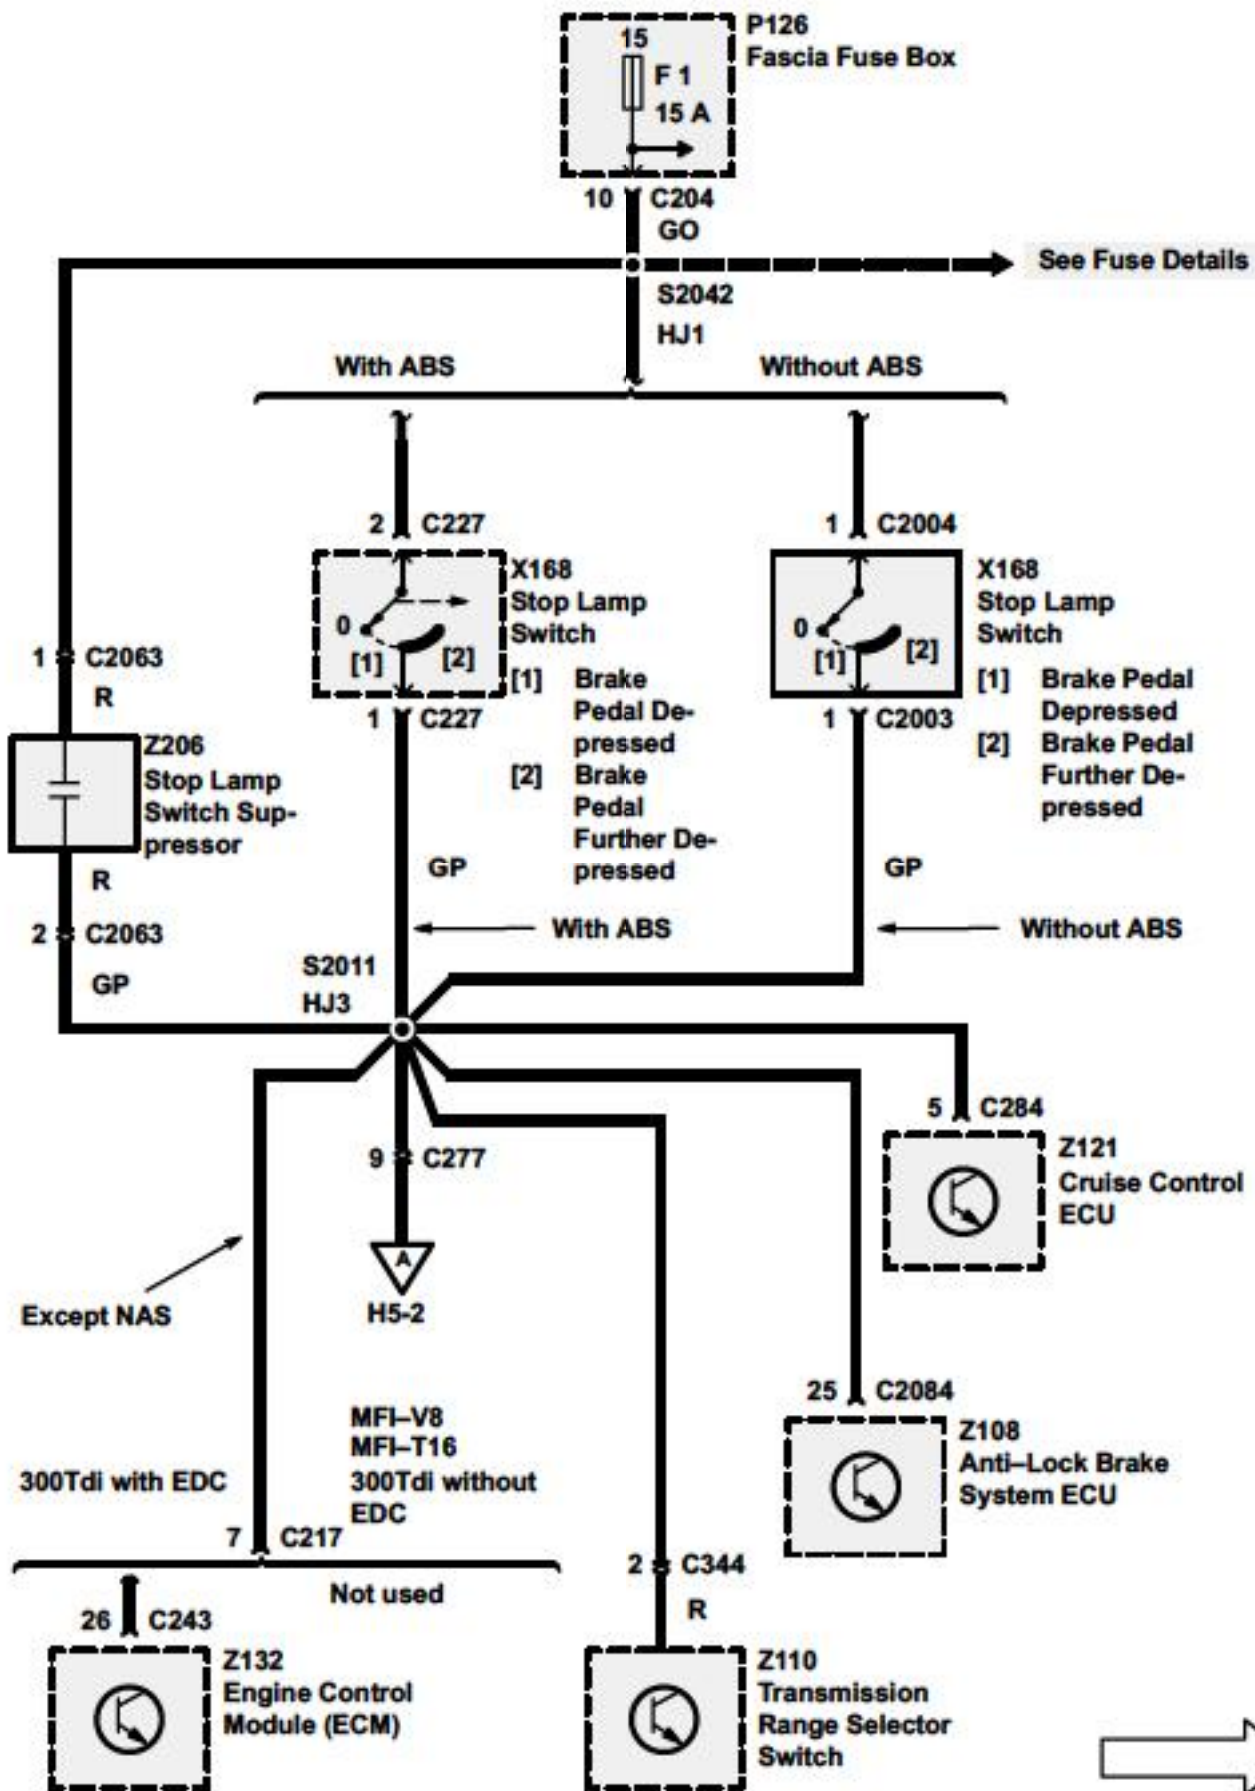 P126
Fascia Fuse Box
15
F 1
15 A
10 C204
GO
See Fuse Details
S2042
HJ1
With ABS
Without ABS
2 C227
1 C2004
X168
Stop Lamp
Switch
0
[1]
[2]
[1] Brake
Pedal De-
pressed
[2] Brake
Pedal
Further De-
pressed
1 C227
X168
Stop Lamp
Switch
0
[1]
[2]
[1] Brake Pedal
Depressed
[2] Brake Pedal
Further De-
pressed
1 C2003
1 C2063
R
Z206
Stop Lamp
Switch Sup-
pressor
R
2 C2063
GP
GP
GP
With ABS
Without ABS
S2011
HJ3
5 C284
Z121
Cruise Control
ECU
9 C277
A
H5-2
Except NAS
25 C2084
Z108
Anti–Lock Brake
System ECU
300Tdi with EDC
MFI–V8
MFI–T16
300Tdi without
EDC
7 C217
Not used
2 C344
R
26 C243
Z132
Engine Control
Module (ECM)
Z110
Transmission
Range Selector
Switch